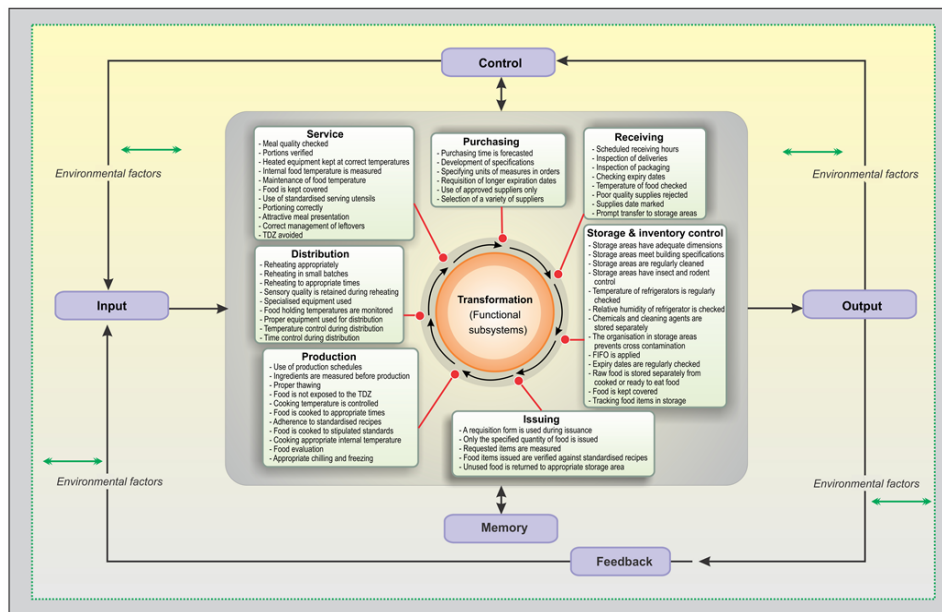 Control
Service
- Meal quality checked
- Portions verified
- Heated equipment kept at correct temperatures
- Internal food temperature is measured
- Maintenance of food temperature
- Food is kept covered
- Use of standardised serving utensils
- Portioning correctly
- Attractive meal presentation
- Correct management of leftovers
- TDZ avoided
Purchasing
- Purchasing time is forecasted
- Development of specifications
- Specifying units of measures in orders
- Requisition of longer expiration dates
- Use of approved suppliers only
- Selection of a variety of suppliers
Receiving
- Scheduled receiving hours
- Inspection of deliveries
- Inspection of packaging
- Checking expiry dates
- Temperature of food checked
- Poor quality supplies rejected
- Supplies date marked
- Prompt transfer to storage areas
Environmental factors
Environmental factors
Distribution
- Reheating appropriately
- Reheating in small batches
- Reheating to appropriate times
- Sensory quality is retained during reheating
- Specialised equipment used
- Food holding temperatures are monitored
- Proper equipment used for distribution
- Temperature control during distribution
- Time control during distribution
Storage & inventory control
- Storage areas have adequate dimensions
- Storage areas meet building specifications
- Storage areas are regularly cleaned
- Storage areas have insect and rodent
control
- Temperature of refrigerators is regularly
checked
- Relative humidity of refrigerator is checked
- Chemicals and cleaning agents are
stored separately
- The organisation in storage areas
prevents cross contamination
- FIFO is applied
- Expiry dates are regularly checked
- Raw food is stored separately from
cooked or ready to eat food
- Food is kept covered
- Tracking food items in storage
Input
Transformation
(Functional
subsystems)
Output
Production
- Use of production schedules
- Ingredients are measured before production
- Proper thawing
- Food is not exposed to the TDZ
- Cooking temperature is controlled
- Food is cooked to appropriate times
- Adherence to standardised recipes
- Food is cooked to stipulated standards
- Cooking appropriate internal temperature
- Food evaluation
- Appropriate chilling and freezing
Issuing
- A requisition form is used during issuance
- Only the specified quantity of food is issued
- Requested items are measured
- Food items issued are verified against standardised recipes
- Unused food is returned to appropriate storage area
Environmental factors
Environmental factors
Memory
Feedback